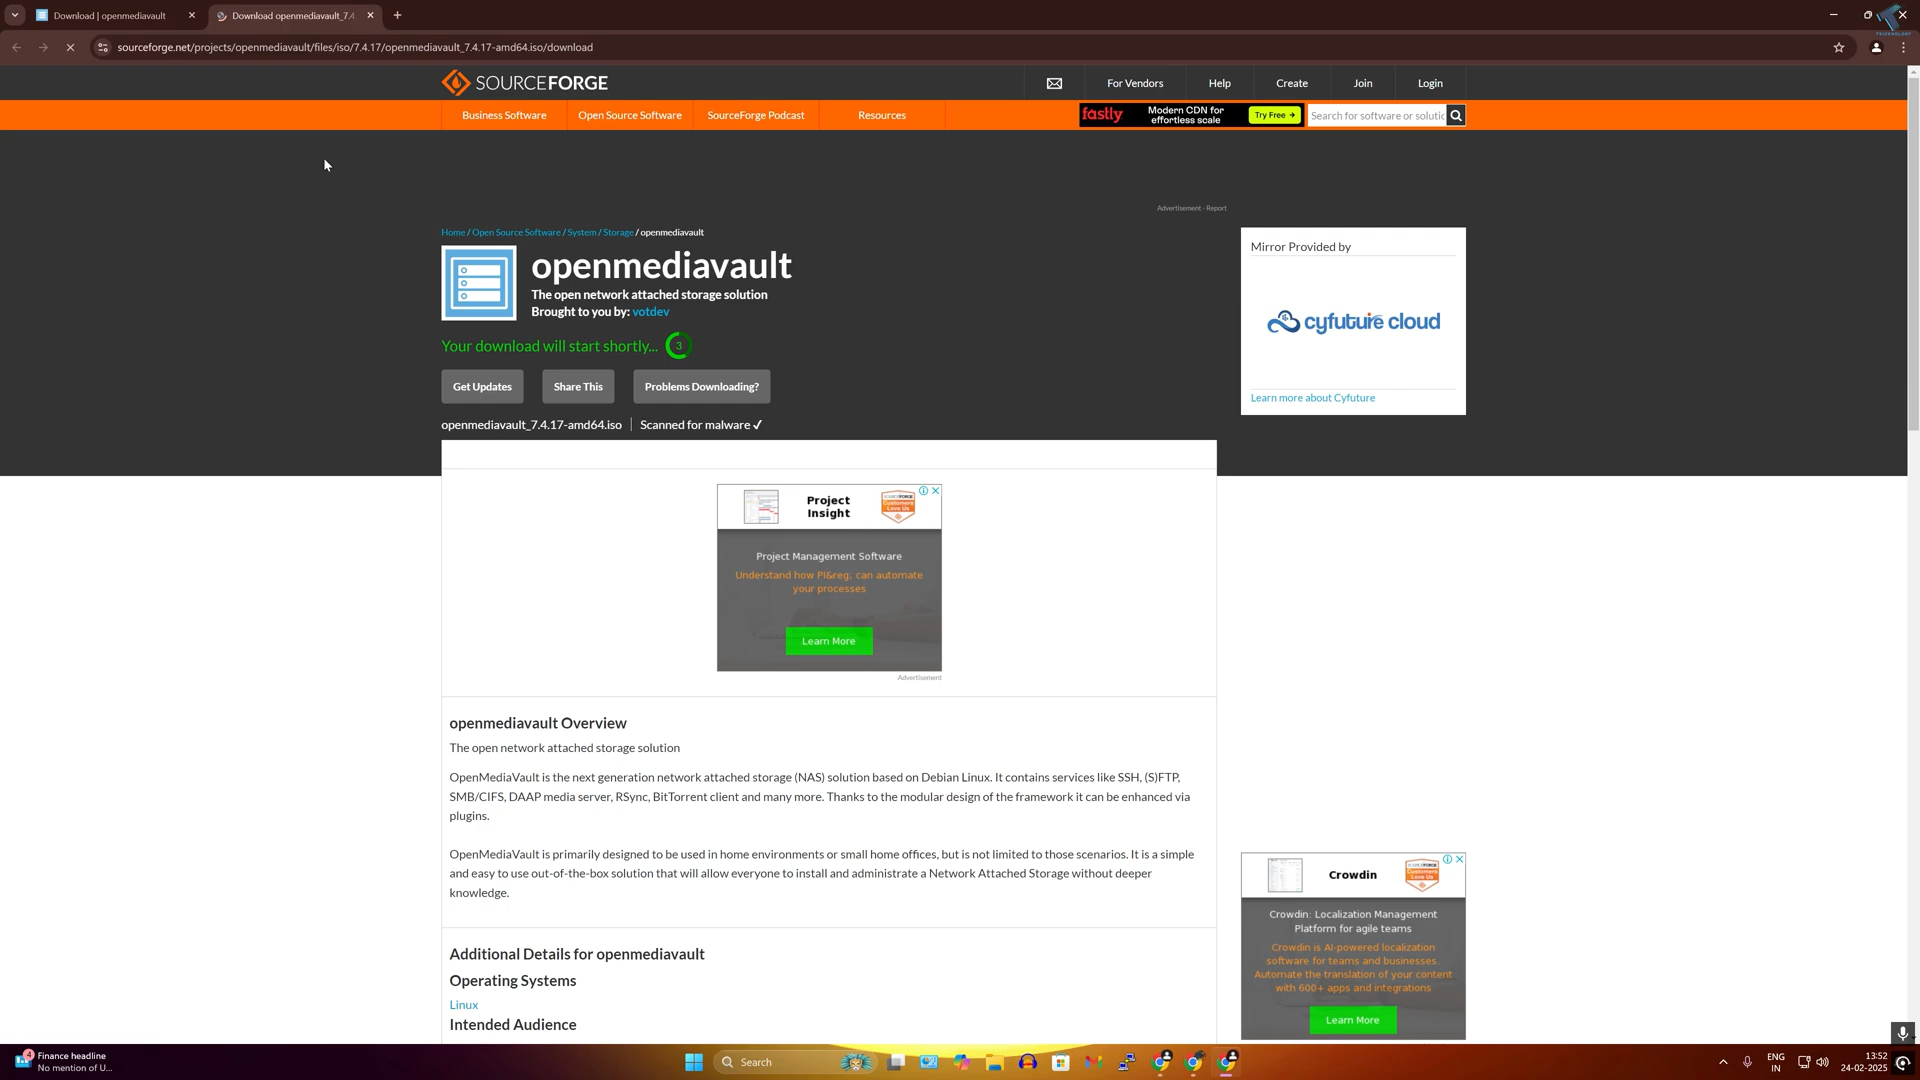 Download | openmediavault
Download openmediavault_7.4
sourceforge.net/projects/openmediavault/files/iso/7.4.17/openmediavault_7.4.17-amd64.iso/download
SOURCEFORGE
For Vendors
Help
Create
Join
Login
Business Software
Open Source Software
SourceForge Podcast
Resources
fastly
Modern CDN for
effortless scale
Try Free →
Search for software or solutic
Advertisement - Report
Home / Open Source Software / System / Storage / openmediavault
openmediavault
The open network attached storage solution
Brought to you by: votdev
Your download will start shortly... 3
Get Updates
Share This
Problems Downloading?
openmediavault_7.4.17-amd64.iso | Scanned for malware ✓
Mirror Provided by
cyfuture cloud
Learn more about Cyfuture
Project
Insight
Project Management Software
Understand how PI&reg, can automate
your processes
Learn More
Advertisement
openmediavault Overview
The open network attached storage solution
OpenMediaVault is the next generation network attached storage (NAS) solution based on Debian Linux. It contains services like SSH, (S)FTP,
SMB/CIFS, DAAP media server, RSync, BitTorrent client and many more. Thanks to the modular design of the framework it can be enhanced via
plugins.
OpenMediaVault is primarily designed to be used in home environments or small home offices, but is not limited to those scenarios. It is a simple
and easy to use out-of-the-box solution that will allow everyone to install and administrate a Network Attached Storage without deeper
knowledge.
Additional Details for openmediavault
Operating Systems
Linux
Intended Audience
Crowdin
Crowdin: Localization Management
Platform for agile teams
Crowdin is AI-powered localization
software for teams and businesses.
Automate the translation of your content
with 600+ apps and integrations
Learn More
4
Finance headline
No mention of U...
Search
ENG
IN
13:52
24-02-2025